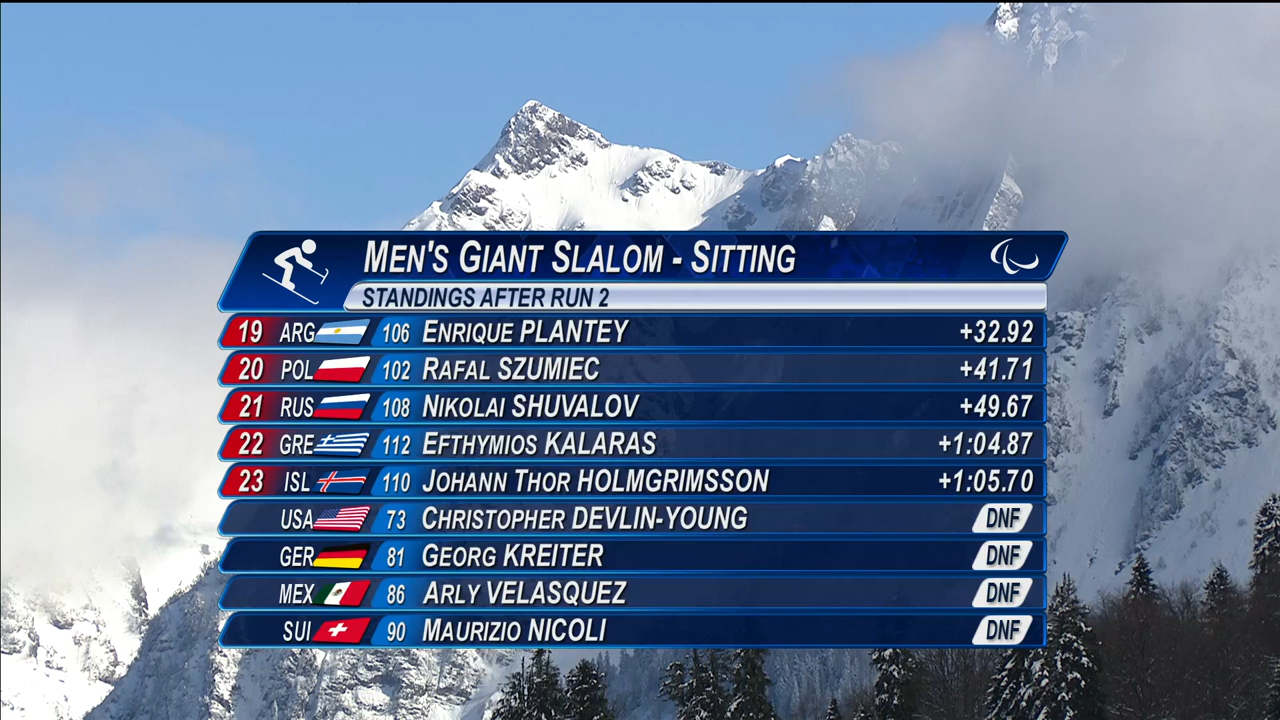 MEN'S GIANT SLALOM - SITTING
STANDINGS AFTER RUN 2
19 ARG 106 ENRIQUE PLANTEY +32.92
20 POL 102 RAFAL SZUMIEC +41.71
21 RUS 108 NIKOLAI SHUVALOV +49.67
22 GRE 112 EFTHYMIOS KALARAS +1:04.87
23 ISL 110 JOHANN THOR HOLMGRIMSSON +1:05.70
USA 73 CHRISTOPHER DEVLIN-YOUNG DNF
GER 81 GEORG KREITER DNF
MEX 86 ARLY VELASQUEZ DNF
SUI 90 MAURIZIO NICOLI DNF